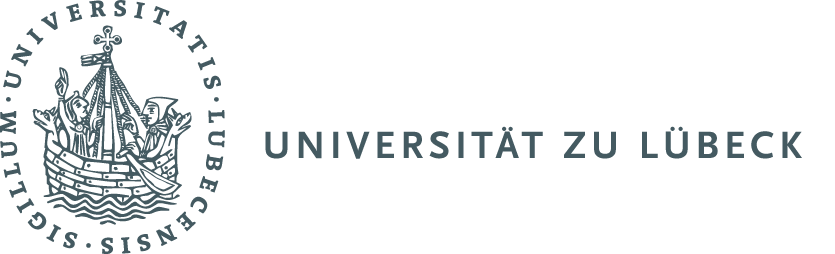 SIGILLUM · UNIVERSITATIS · LUBECENSIS ·
UNIVERSITÄT ZU LÜBECK